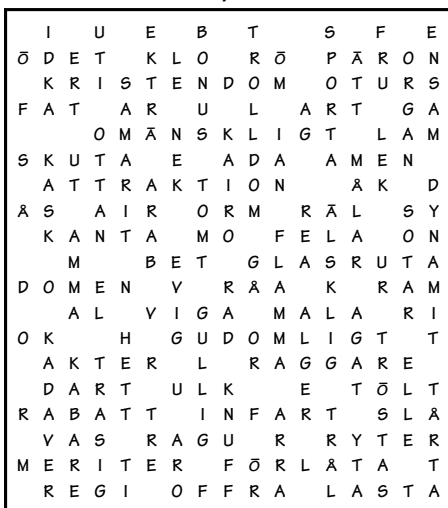 I U E B T S F E
ÖDET KLO RÖ PÄRON
KRISTENDOM OTURS
FAT AR U L ART GA
OMÄNSKLIGT LAM
SKUTA E ADA AMEN
ATTRAKTION ÅK D
ÅS AIR ORM RÄL SY
KANTA MO FELA ON
M BET GLASRUTA
DOMEN V RÅA K RAM
AL VIGA MALA RI
OK H GUDOMLIGT T
AKTER L RAGGARE
DART ULK E TÖLT
RABATT INFART SLÅ
VAS RAGU R RYTER
MERITER FÖRLÅTA T
REGI OFFRA LASTA